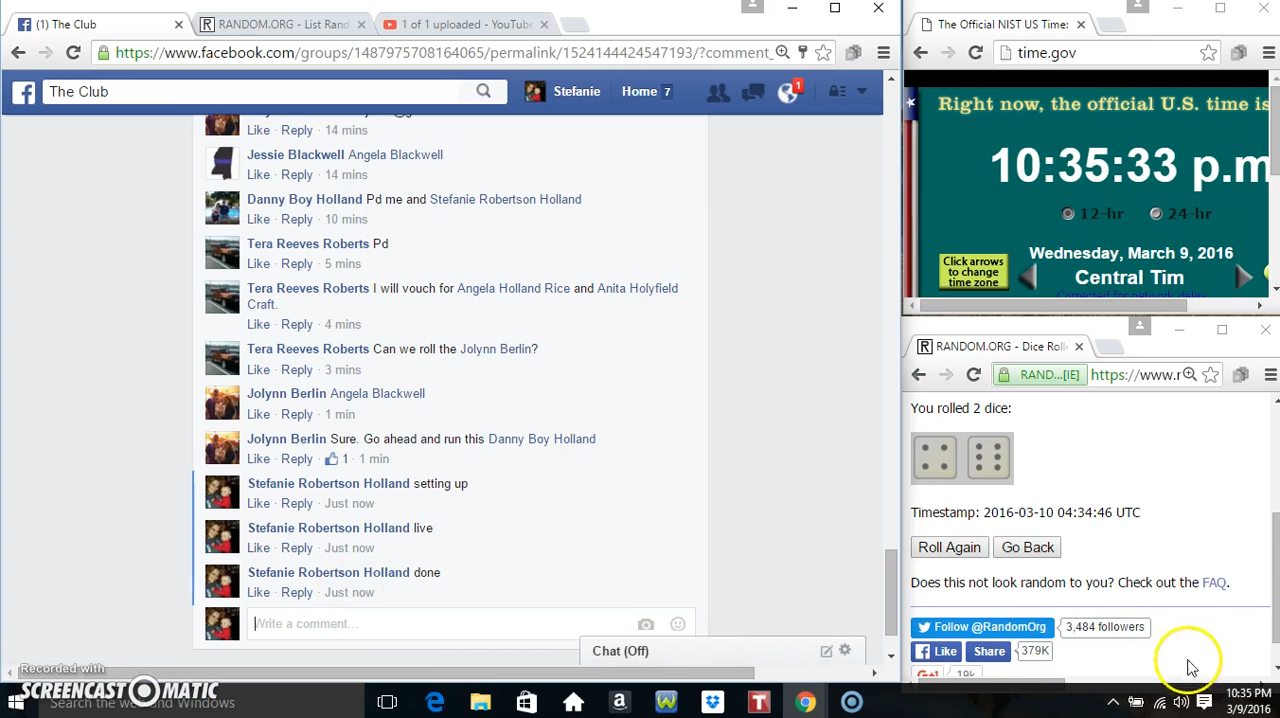 (1) The Club
RANDOM.ORG - List Ran
1 of 1 uploaded - YouTube
https://www.facebook.com/groups/1487975708164065/permalink/1524144424547193/?comment_
The Club
Stefanie
Home 7
1
14 mins
Like · Reply · 14 mins
Jessie Blackwell Angela Blackwell
Like · Reply · 14 mins
Danny Boy Holland Pd me and Stefanie Robertson Holland
Like · Reply · 10 mins
Tera Reeves Roberts Pd
Like · Reply · 5 mins
Tera Reeves Roberts I will vouch for Angela Holland Rice and Anita Holyfield
Craft.
Like · Reply · 4 mins
Tera Reeves Roberts Can we roll the Jolynn Berlin?
Like · Reply · 3 mins
Jolynn Berlin Angela Blackwell
Like · Reply · 1 min
Jolynn Berlin Sure. Go ahead and run this Danny Boy Holland
Like · Reply · 1 · 1 min
Stefanie Robertson Holland setting up
Like · Reply · Just now
Stefanie Robertson Holland live
Like · Reply · Just now
Stefanie Robertson Holland done
Like · Reply · Just now
Write a comment...
Chat (Off)
Recorded with
SCREENCAST-O-MATIC
Search the web and Windows
The Official NIST US Time:
time.gov
Right now, the official U.S. time is
10:35:33 p.m
12-hr 24-hr
Click arrows
to change
time zone
Wednesday, March 9, 2016
Central Tim
Corrected for network delay
RANDOM.ORG - Dice Roll
RAND...[IE] https://www.r
You rolled 2 dice:
Timestamp: 2016-03-10 04:34:46 UTC
Roll Again Go Back
Does this not look random to you? Check out the FAQ.
Follow @RandomOrg 3,484 followers
Like Share 379K
G+1 19k
10:35 PM
3/9/2016